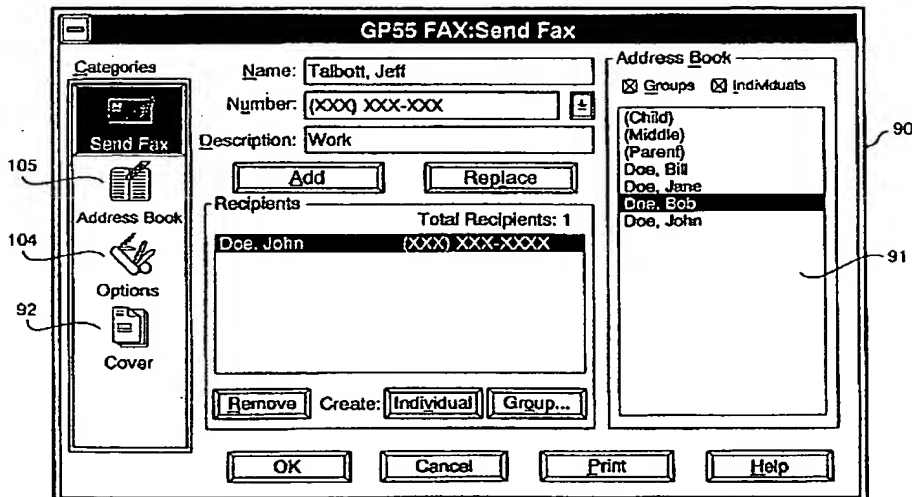 GP55 FAX:Send Fax
Categories
Send Fax
Address Book
Options
Cover
105
104
92
Name: Talbott, Jeff
Number: (XXX) XXX-XXX
Description: Work
Add Replace
Recipients
Total Recipients: 1
Doe, John (XXX) XXX-XXXX
Remove Create: Individual Group...
Address Book
Groups Individuals
(Child)
(Middle)
(Parent)
Doe, Bill
Doe, Jane
Doe, Bob
Doe, John
90
91
OK Cancel Print Help